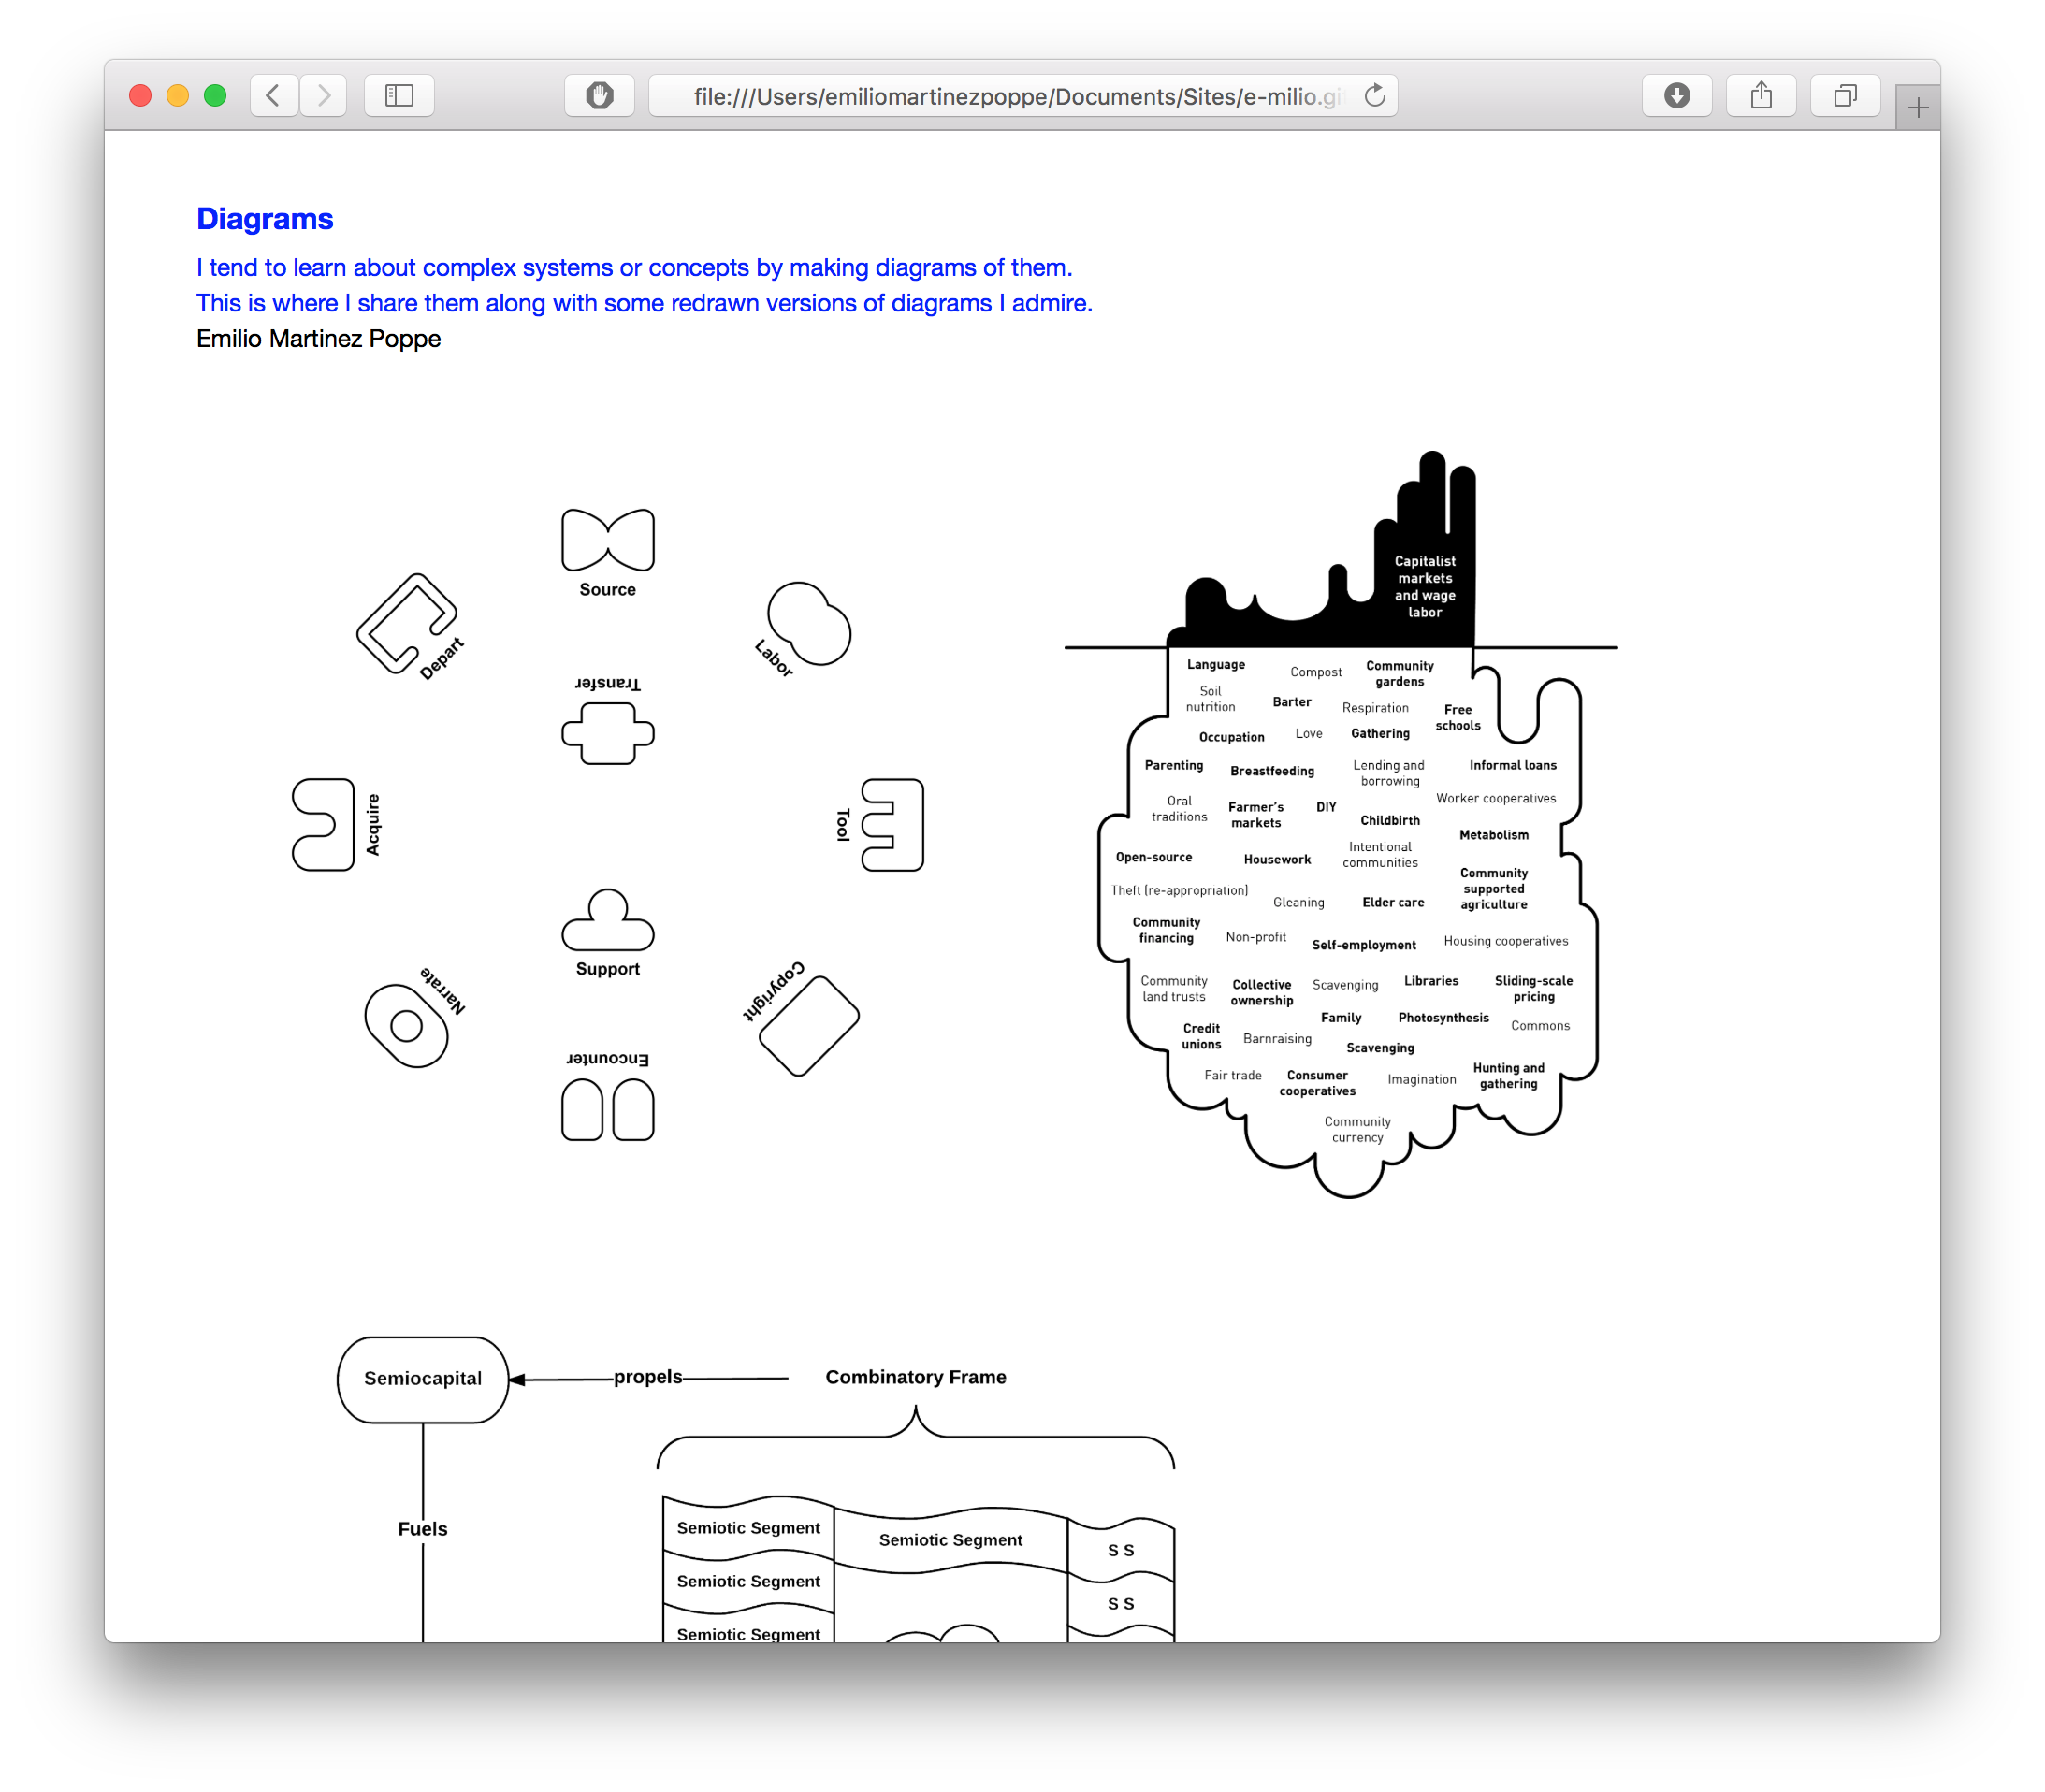 file:///Users/emiliomartinezpoppe/Documents/Sites/e-milio.gi
Diagrams
I tend to learn about complex systems or concepts by making diagrams of them.
This is where I share them along with some redrawn versions of diagrams I admire.
Emilio Martinez Poppe
Source
Depart
Labor
Transfer
Acquire
Tool
Support
Narrate
Copyright
Encounter
Capitalist
markets
and wage
labor
Language
Compost
Community
gardens
Soil
nutrition
Barter
Respiration
Free
schools
Occupation
Love
Gathering
Parenting
Breastfeeding
Lending and
borrowing
Informal loans
Oral
traditions
Farmer's
markets
DIY
Childbirth
Worker cooperatives
Metabolism
Open-source
Housework
Intentional
communities
Theft (re-appropriation)
Gleaning
Elder care
Community
supported
agriculture
Community
financing
Non-profit
Self-employment
Housing cooperatives
Community
land trusts
Collective
ownership
Scavenging
Libraries
Sliding-scale
pricing
Family
Photosynthesis
Commons
Credit
unions
Barnraising
Scavenging
Fair trade
Consumer
cooperatives
Imagination
Hunting and
gathering
Community
currency
Semiocapital
propels
Combinatory Frame
Fuels
Semiotic Segment
Semiotic Segment
S S
Semiotic Segment
S S
Semiotic Segment